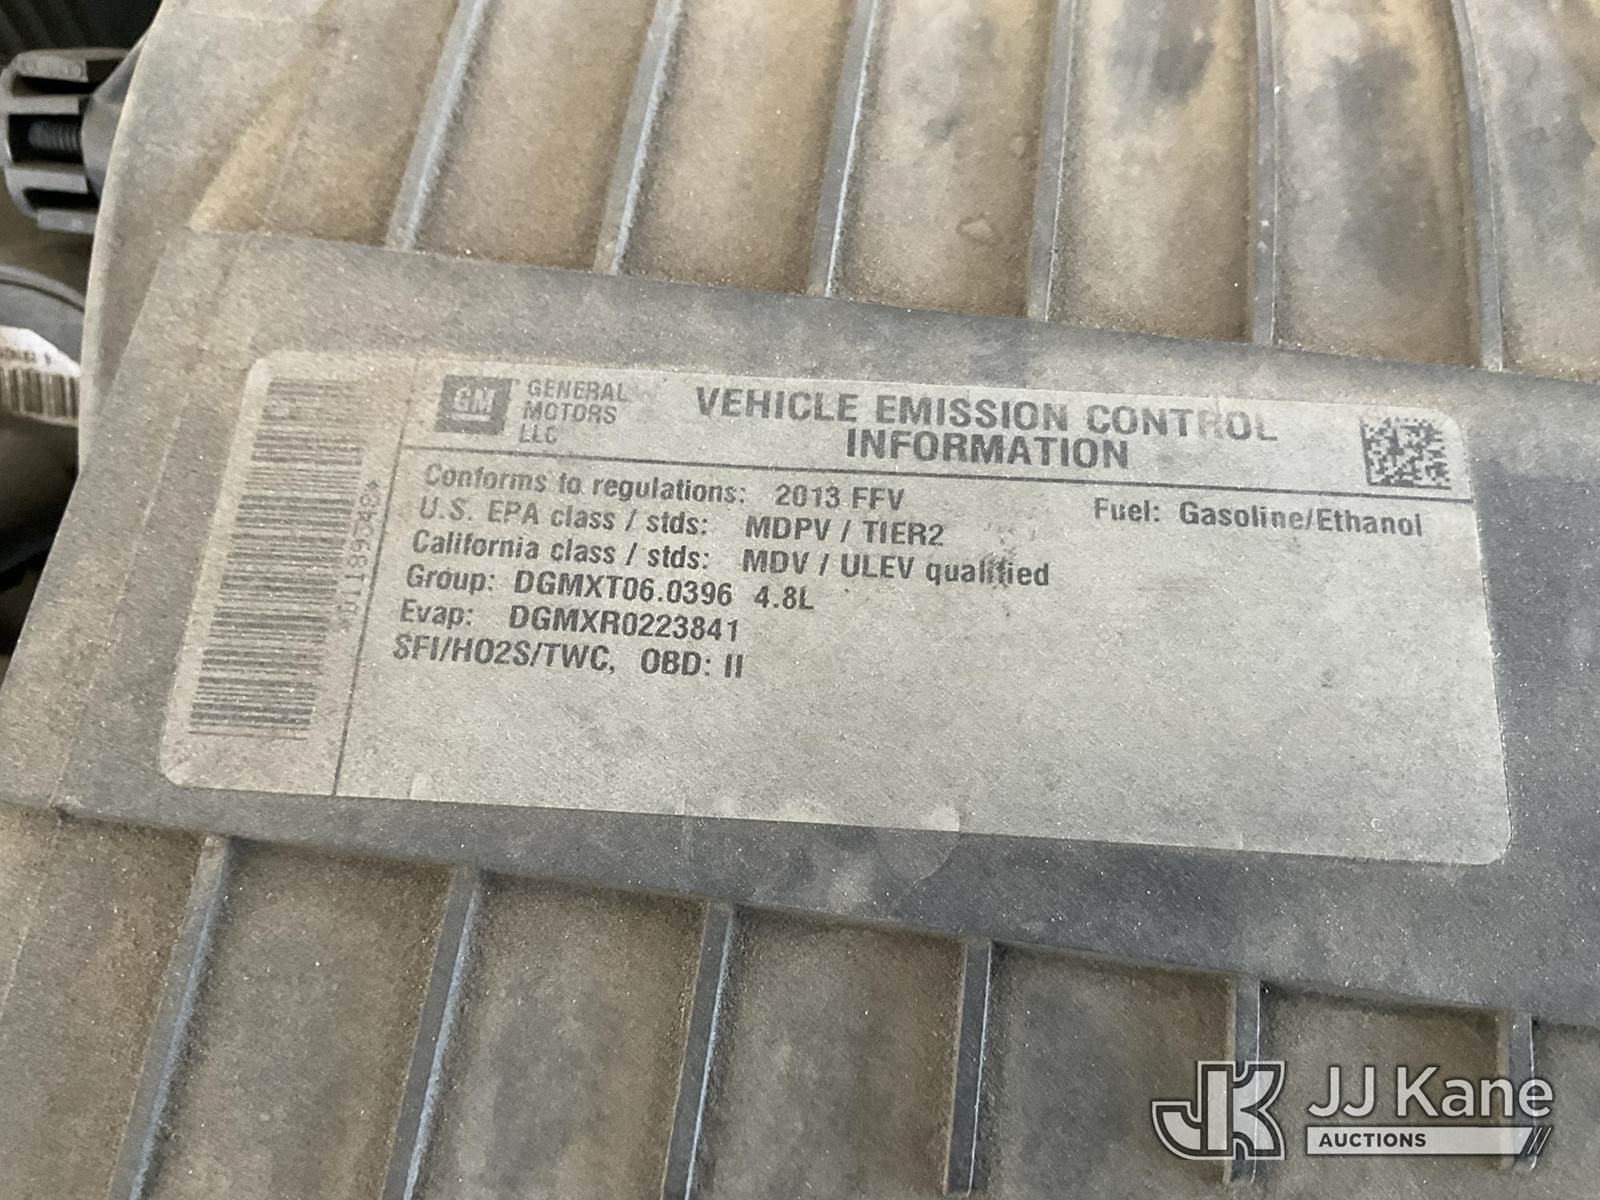 GM
GENERAL
MOTORS
LLC
VEHICLE EMISSION CONTROL
INFORMATION
Conforms to regulations: 2013 FFV
Fuel: Gasoline/Ethanol
U.S. EPA class / stds: MDPV / TIER2
California class / stds: MDV / ULEV qualified
Group: DGMXT06.0396 4.8L
Evap: DGMXR0223841
SFI/HO2S/TWC, OBD: II
JK JJ Kane
AUCTIONS